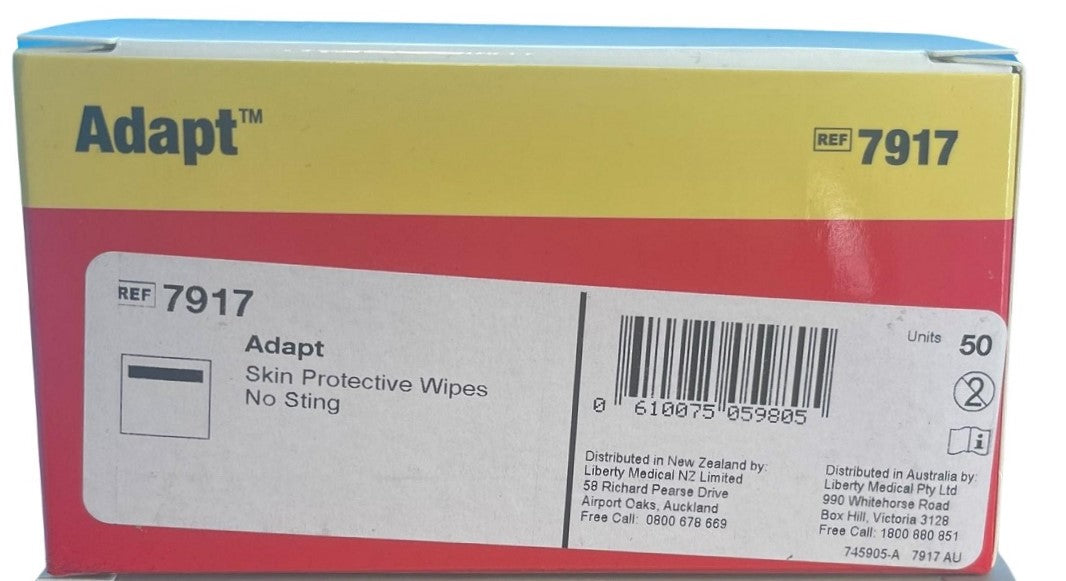 Adapt™
REF 7917
REF 7917
Adapt
Skin Protective Wipes
No Sting
0 610075 059805
Units 50
2
i
Distributed in New Zealand by:
Liberty Medical NZ Limited
58 Richard Pearse Drive
Airport Oaks, Auckland
Free Call: 0800 678 669
Distributed in Australia by:
Liberty Medical Pty Ltd
990 Whitehorse Road
Box Hill, Victoria 3128
Free Call: 1800 880 851
745905-A 7917 AU